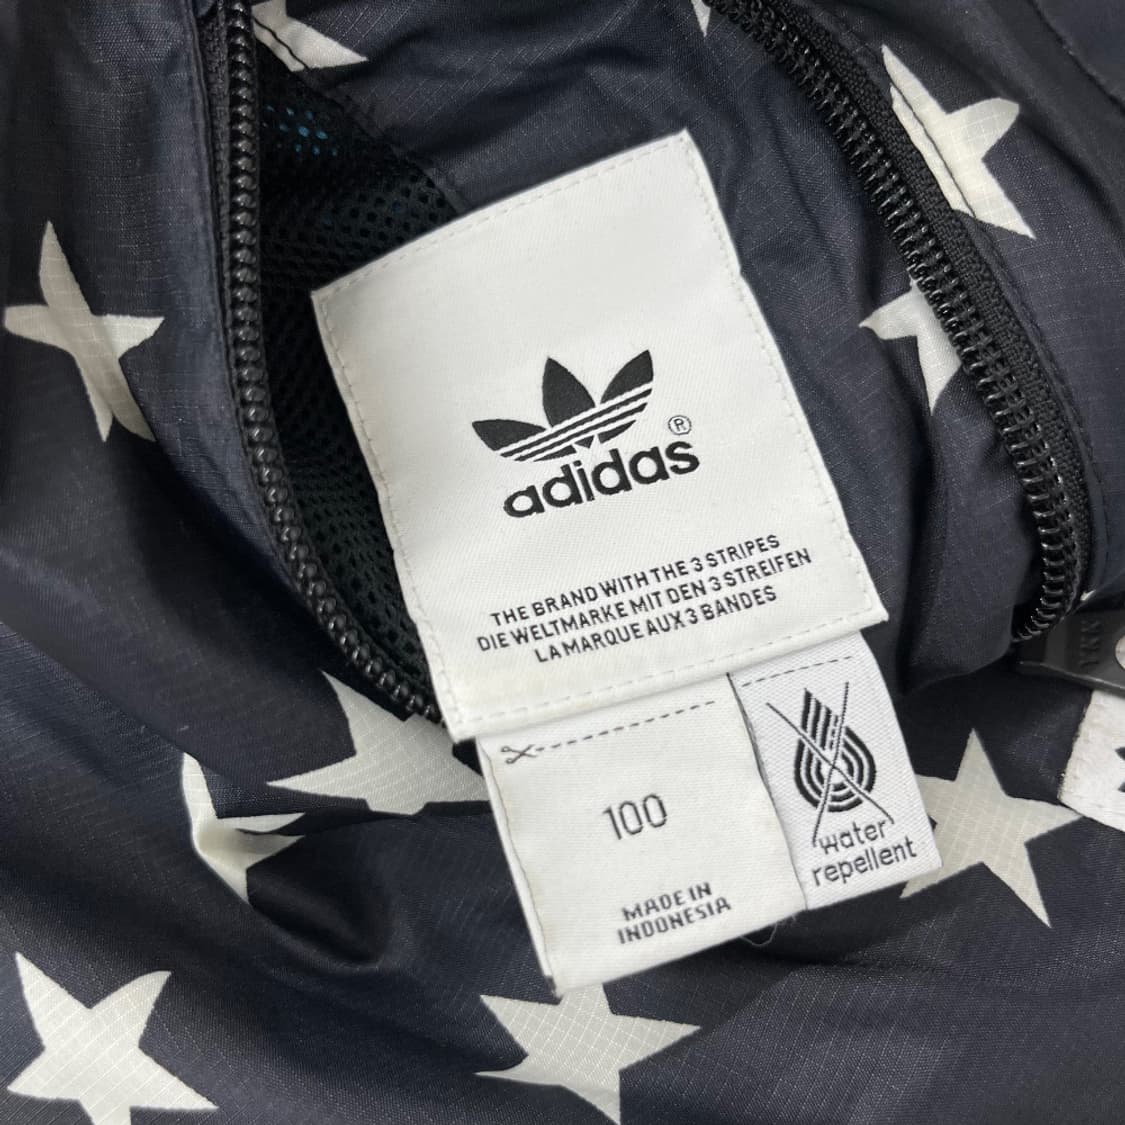 adidas®
THE BRAND WITH THE 3 STRIPES
DIE WELTMARKE MIT DEN 3 STREIFEN
LA MARQUE AUX 3 BANDES
100
MADE IN
INDONESIA
water
repellent